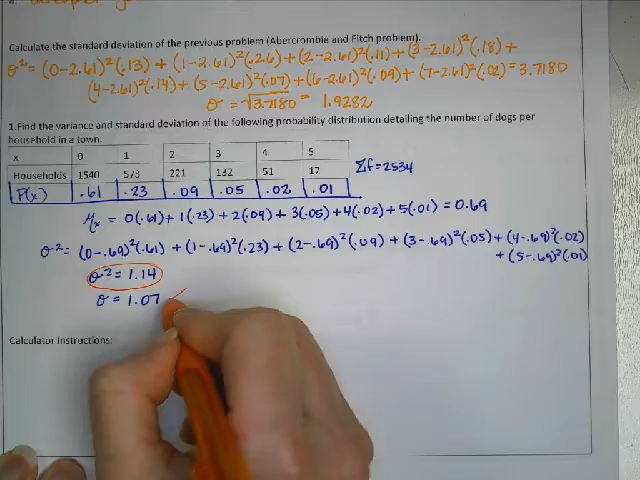 Calculate the standard deviation of the previous problem (Abercrombie and Fitch problem).
σ² = (0-2.61)²(.13) + (1-2.61)²(.26) + (2-2.61)²(.11) + (3-2.61)²(.18) +
(4-2.61)²(.14) + (5-2.61)²(.07) + (6-2.61)²(.09) + (7-2.61)²(.02) = 3.7180
σ = √3.7180 = 1.9282
1.Find the variance and standard deviation of the following probability distribution detailing the number of dogs per
household in a town.
x 0 1 2 3 4 5
Households 1540 573 221 132 51 17 Σf = 2534
P(x) .61 .23 .09 .05 .02 .01
μₓ = 0(.61) + 1(.23) + 2(.09) + 3(.05) + 4(.02) + 5(.01) = 0.69
σ² = (0-.69)²(.61) + (1-.69)²(.23) + (2-.69)²(.09) + (3-.69)²(.05) + (4-.69)²(.02)
+ (5-.69)²(.01)
σ² = 1.14
σ = 1.07
Calculator Instructions: